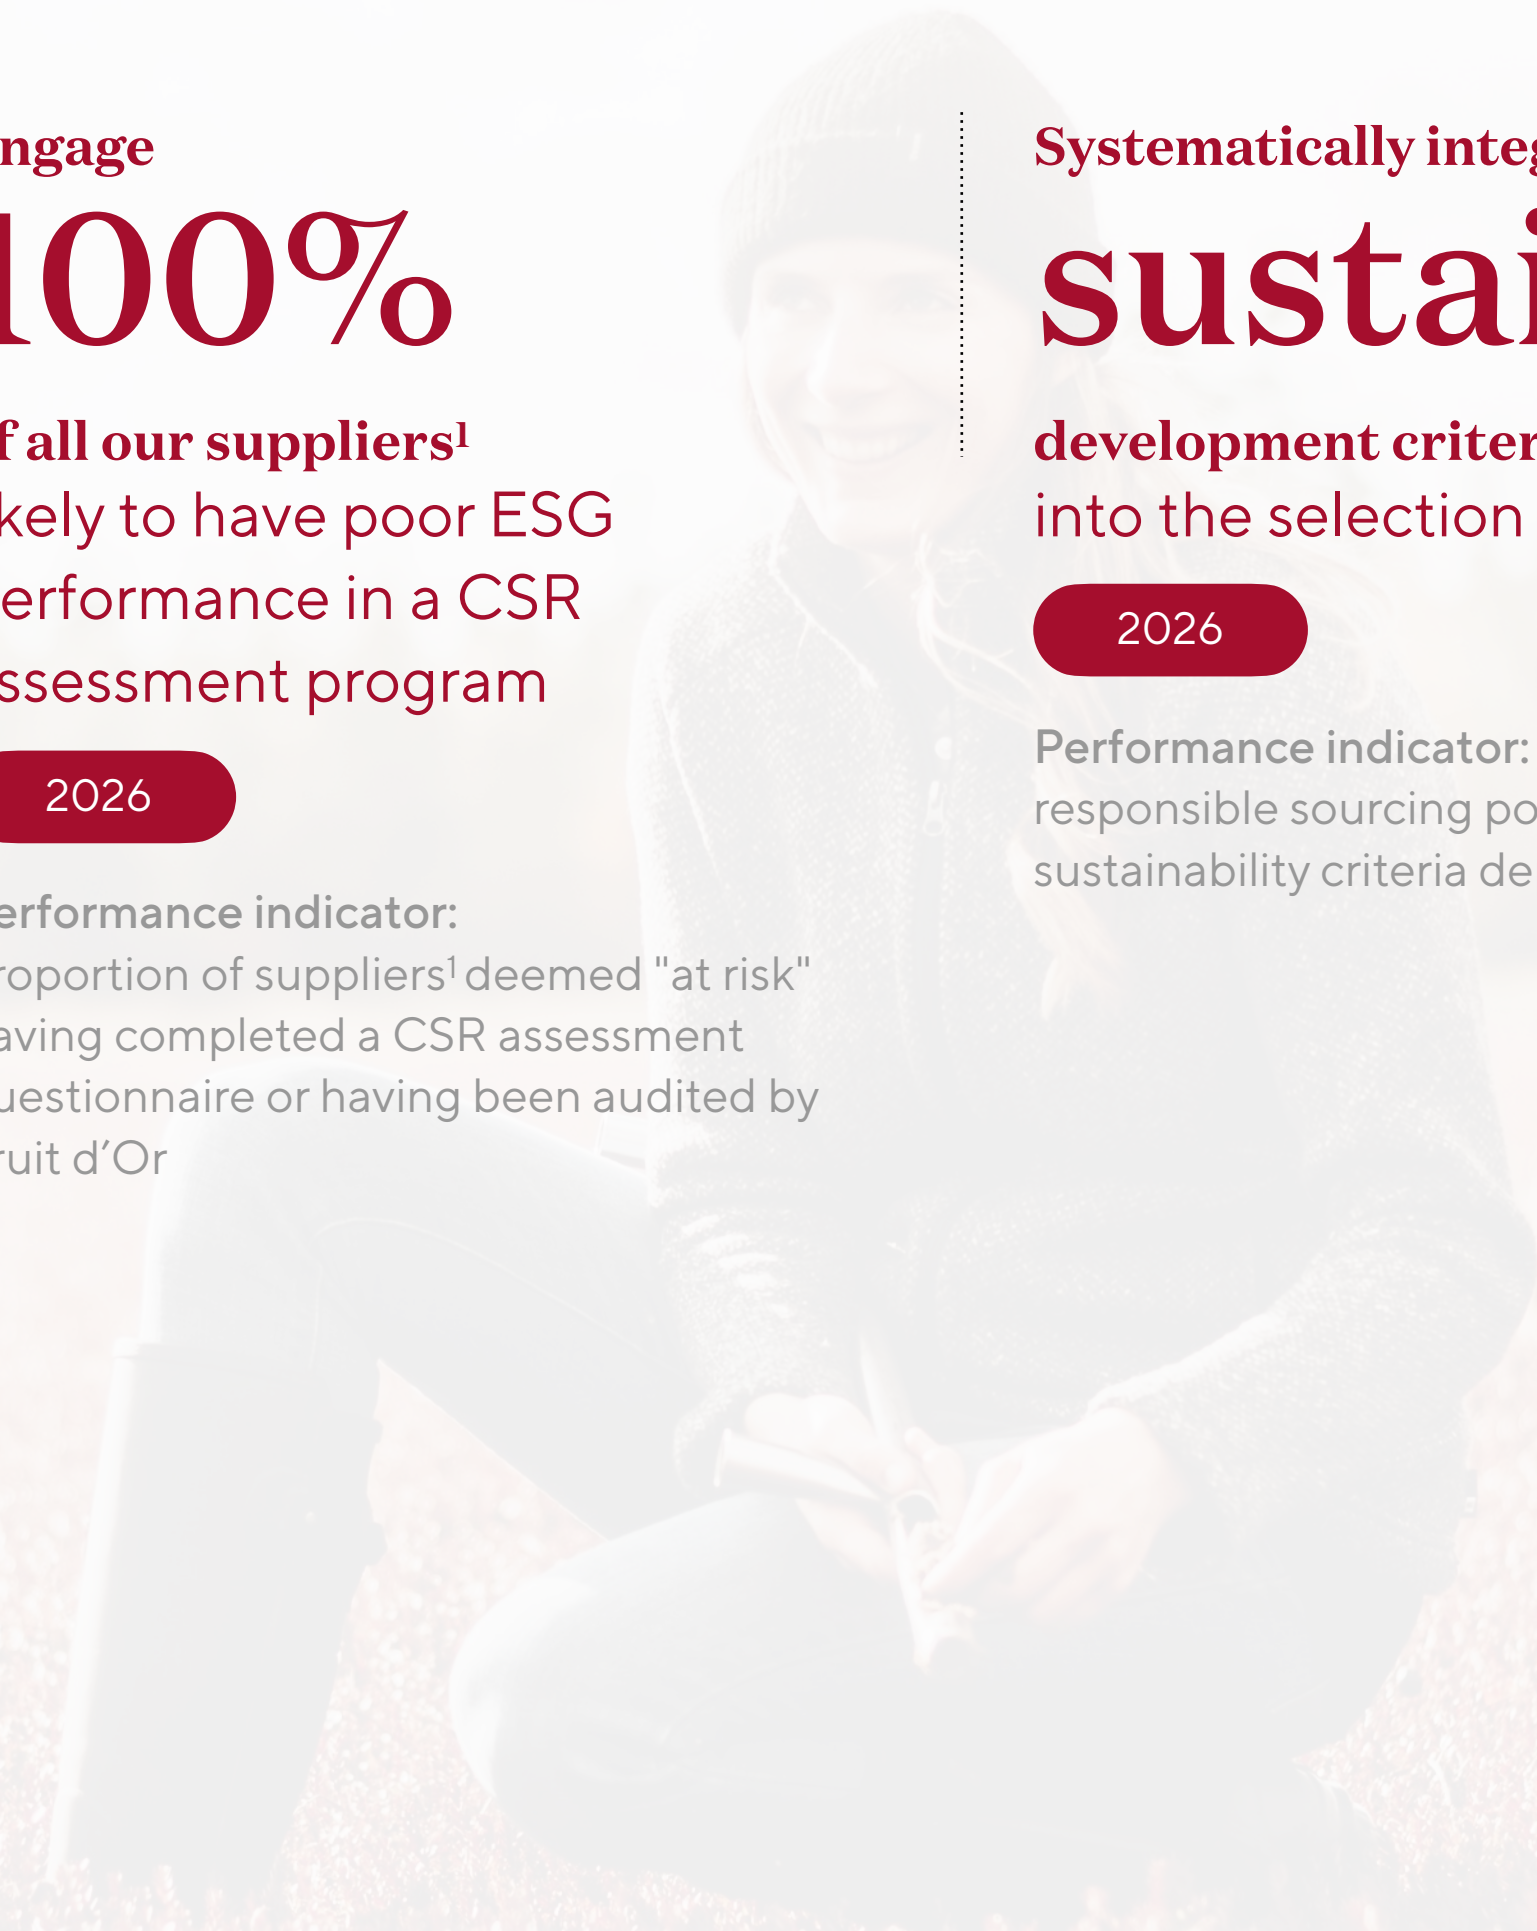 ngage
100%
f all our suppliers¹
kely to have poor ESG
erformance in a CSR
ssessment program
2026
erformance indicator:
roportion of suppliers¹ deemed "at risk"
aving completed a CSR assessment
uestionnaire or having been audited by
ruit d’Or
Systematically integ
sustai
development criter
into the selection
2026
Performance indicator:
responsible sourcing po
sustainability criteria de